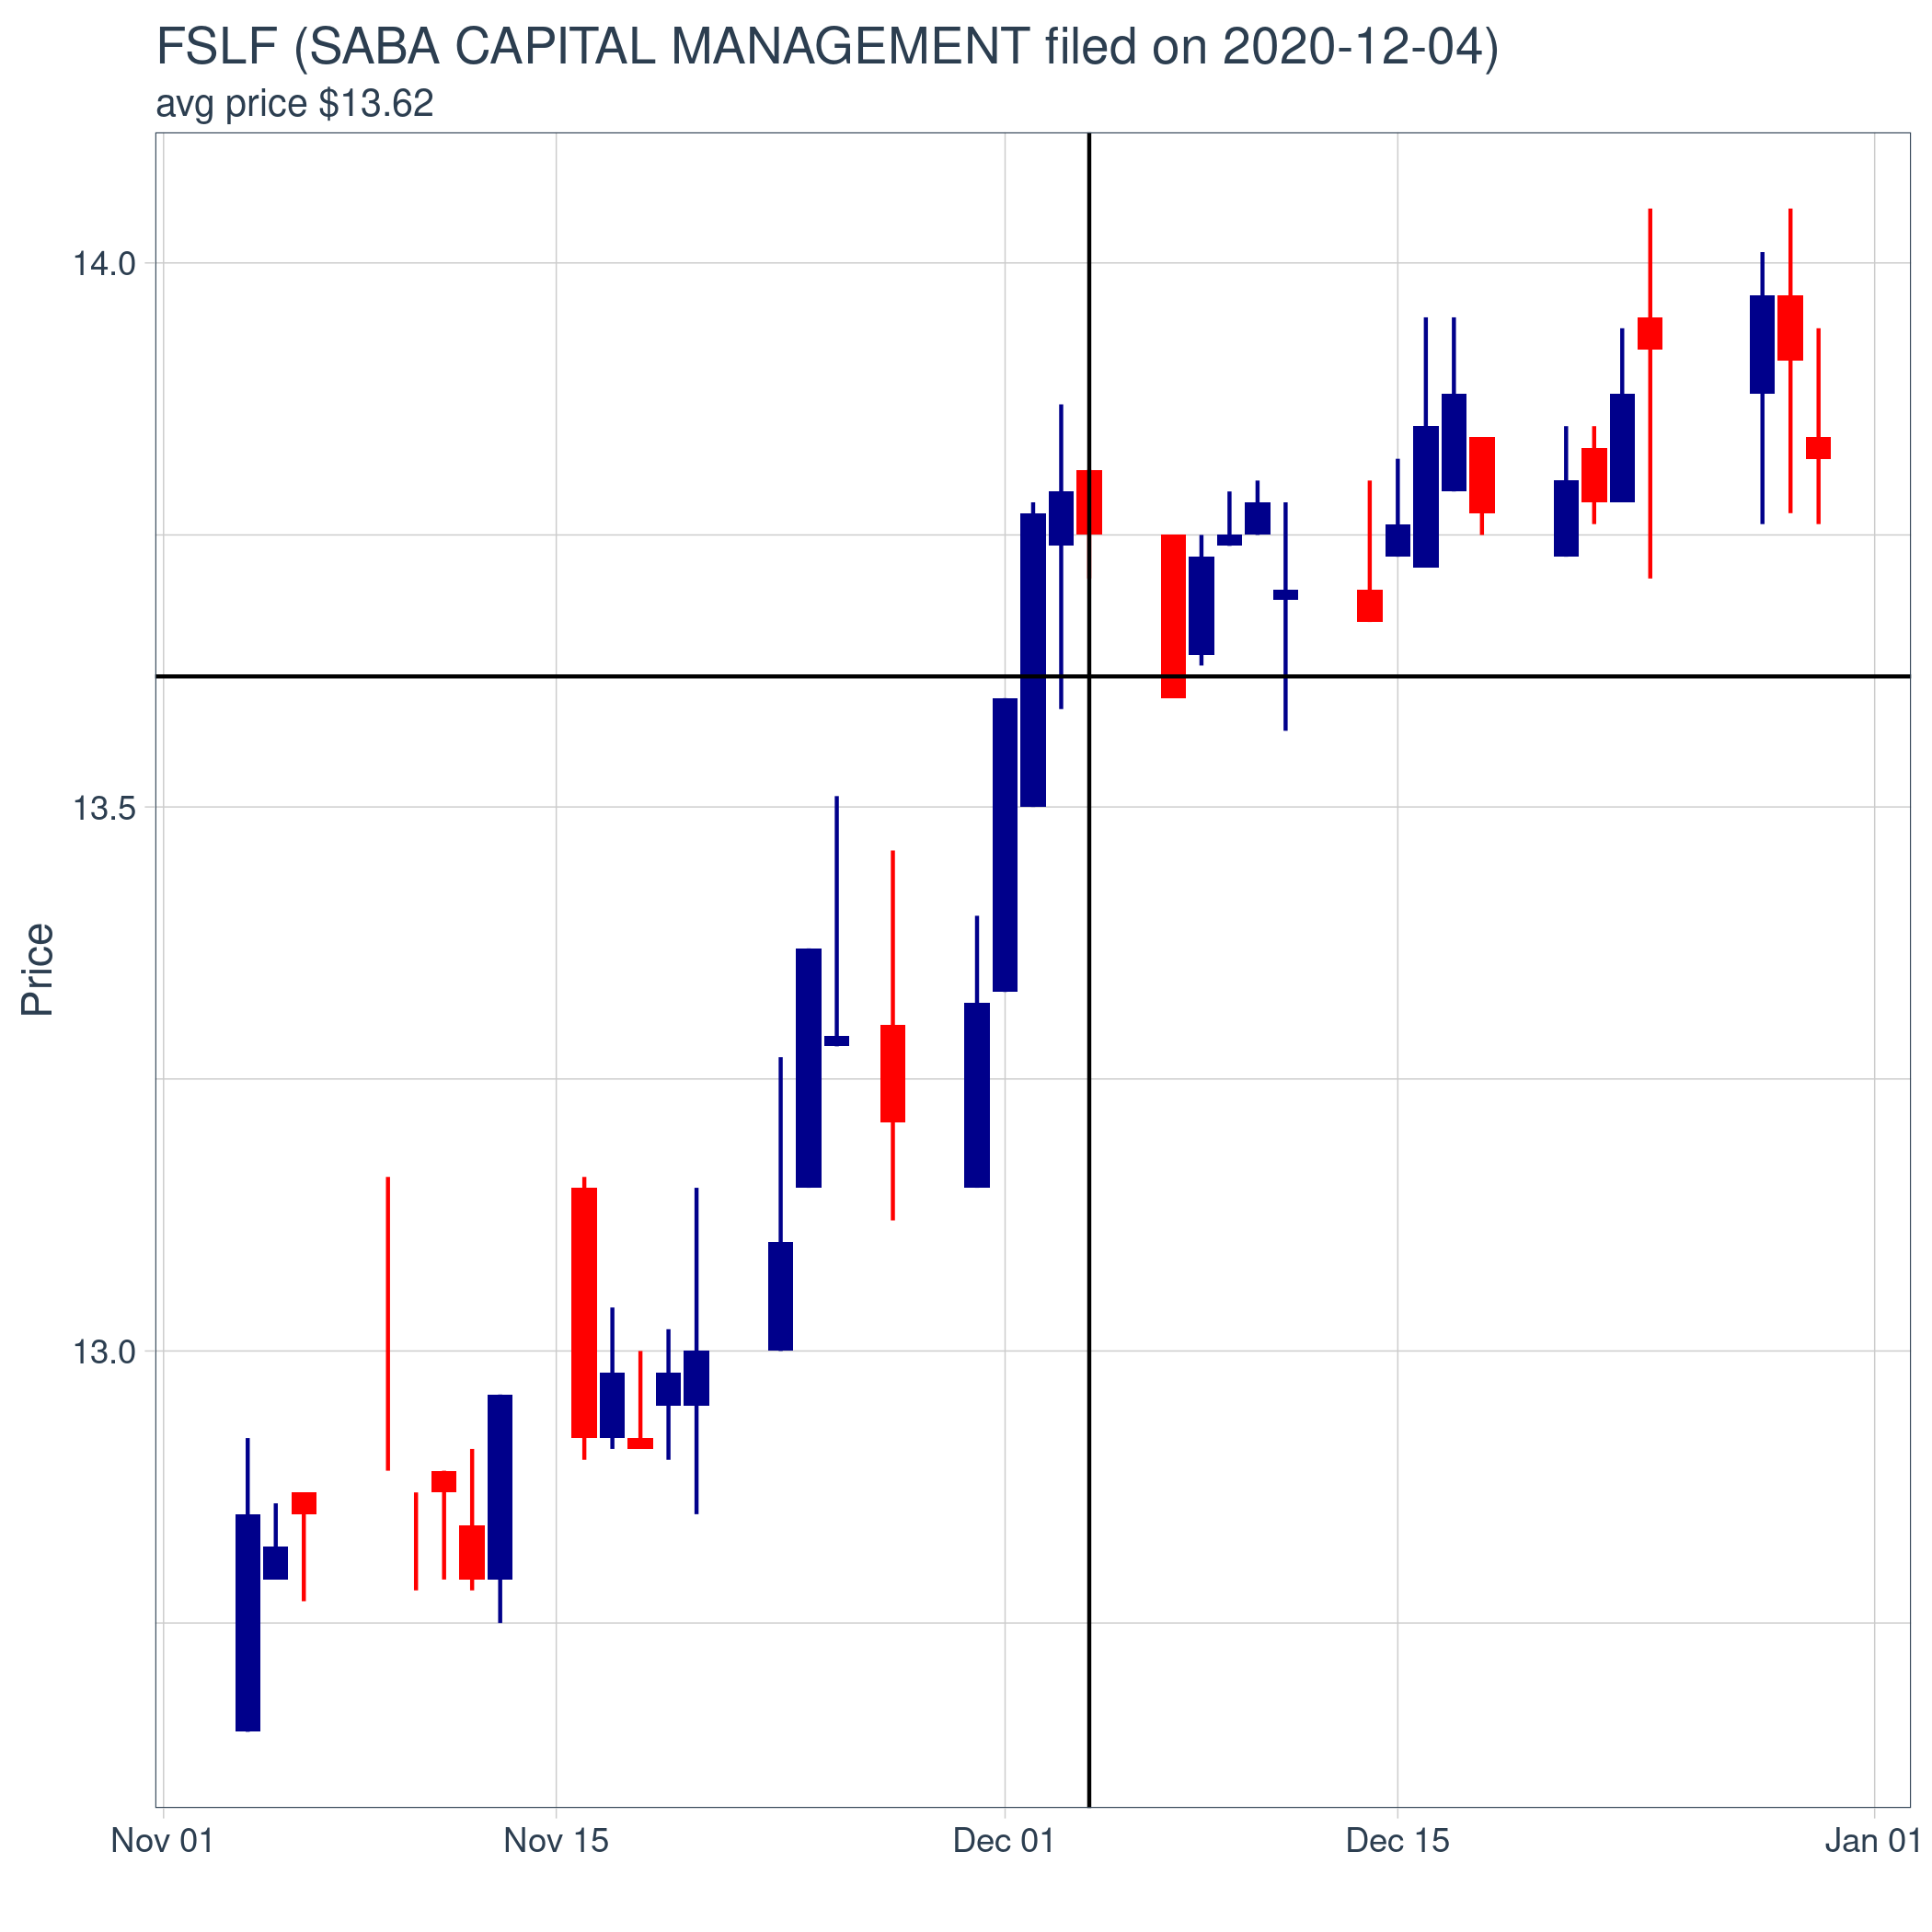 FSLF (SABA CAPITAL MANAGEMENT filed on 2020-12-04)
avg price $13.62
14.0
13.5
13.0
Price
Nov 01
Nov 15
Dec 01
Dec 15
Jan 01